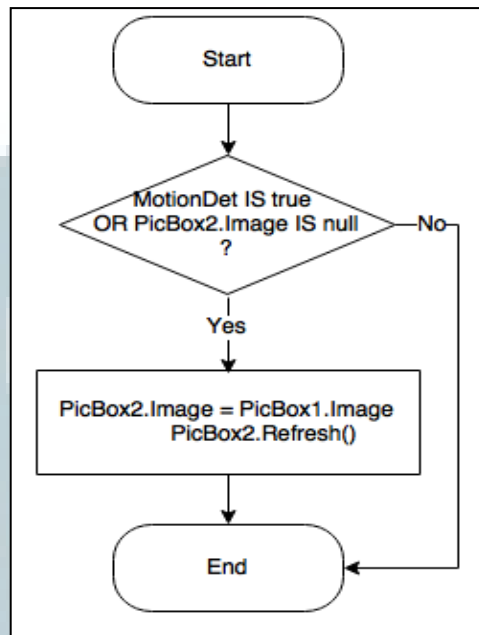 Start
MotionDet IS true
OR PicBox2.Image IS null
?
No
Yes
PicBox2.Image = PicBox1.Image
PicBox2.Refresh()
End